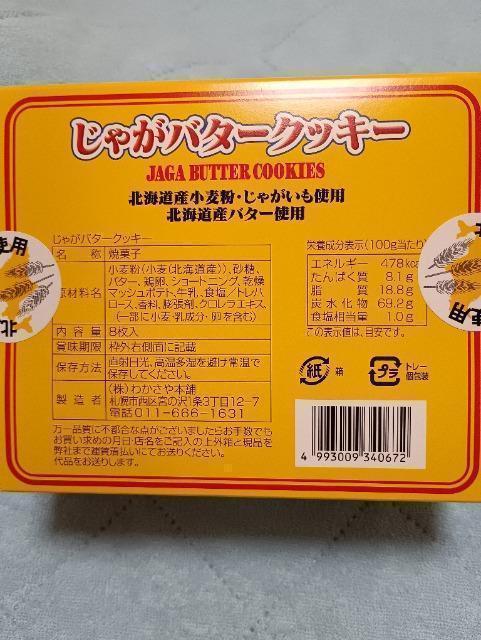 じゃがバタークッキー
JAGA BUTTER COOKIES
北海道産小麦粉・じゃがいも使用
北海道産バター使用
じゃがバタークッキー
名称 焼菓子
原材料名 小麦粉(小麦(北海道産))、砂糖、
バター、鶏卵、ショートニング、乾燥
マッシュポテト、牛乳、食塩/トレハ
ロース、香料、膨張剤、クロレラエキス、
(一部に小麦・乳成分・卵を含む)
内容量 8枚入
賞味期限 枠外右側面に記載
保存方法 直射日光、高温多湿を避け常温で
保存してください。
製造者 (株)わかさや本舗
札幌市西区宮の沢1条3丁目12-7
電話011-666-1631
万一品質に不都合な点がございましたらお手数でも
お買い求めの月日・店名をご記入の上外箱と現品を
弊社まで運賃着払いにてお送りください。
代品をお送りします。
栄養成分表示(100g当たり)
エネルギー 478kcal
たんぱく質 8.1g
脂質 18.8g
炭水化物 69.2g
食塩相当量 1.0g
この表示値は、目安です。
紙 箱
プラ トレー
個包装
4 993009 340672
使用
北
使用